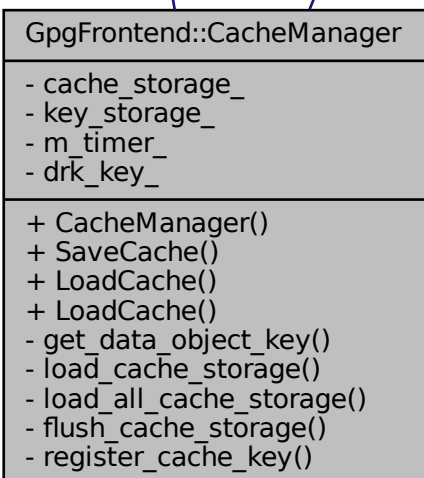 GpgFrontend::CacheManager
- cache_storage_
- key_storage_
- m_timer_
- drk_key_
+ CacheManager()
+ SaveCache()
+ LoadCache()
+ LoadCache()
- get_data_object_key()
- load_cache_storage()
- load_all_cache_storage()
- flush_cache_storage()
- register_cache_key()